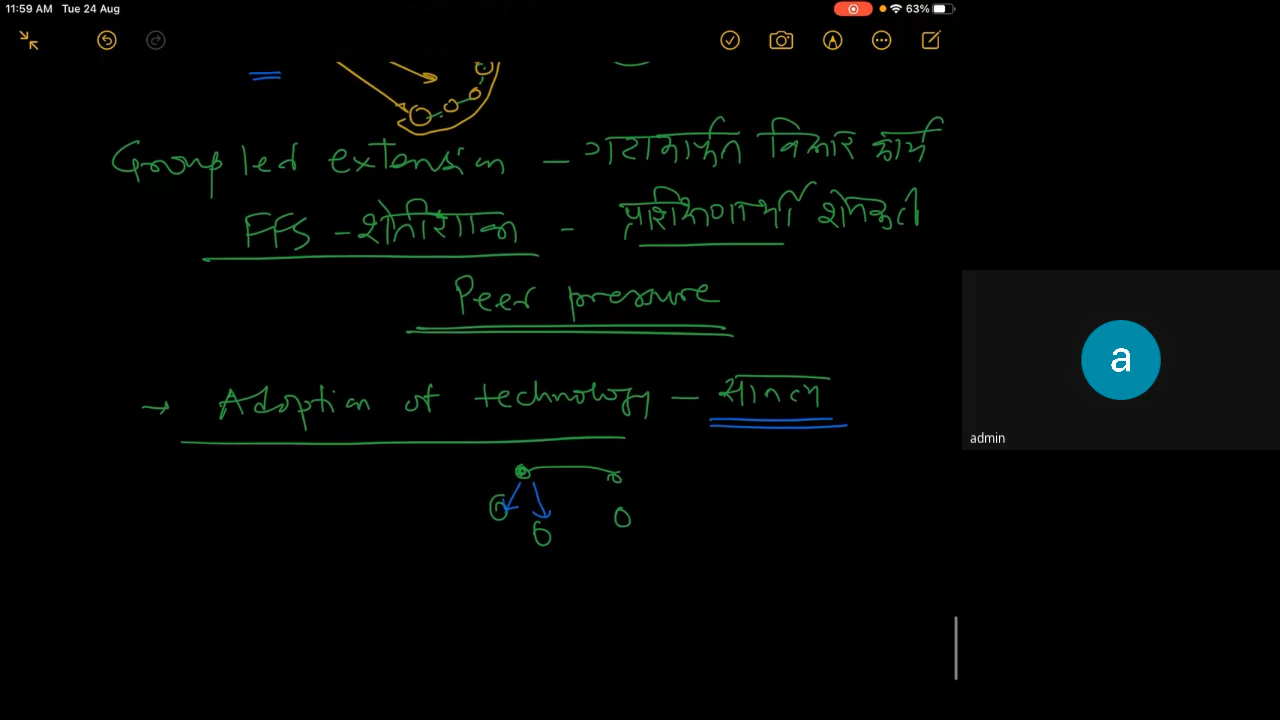 11:59 AM Tue 24 Aug
63%
Group led extension – गटामार्फत विस्तार कार्य
FFS – शेतीशाळा – प्रशिक्षणार्थी शेतकरी
Peer pressure
→ Adoption of technology – सातत्य
a
admin